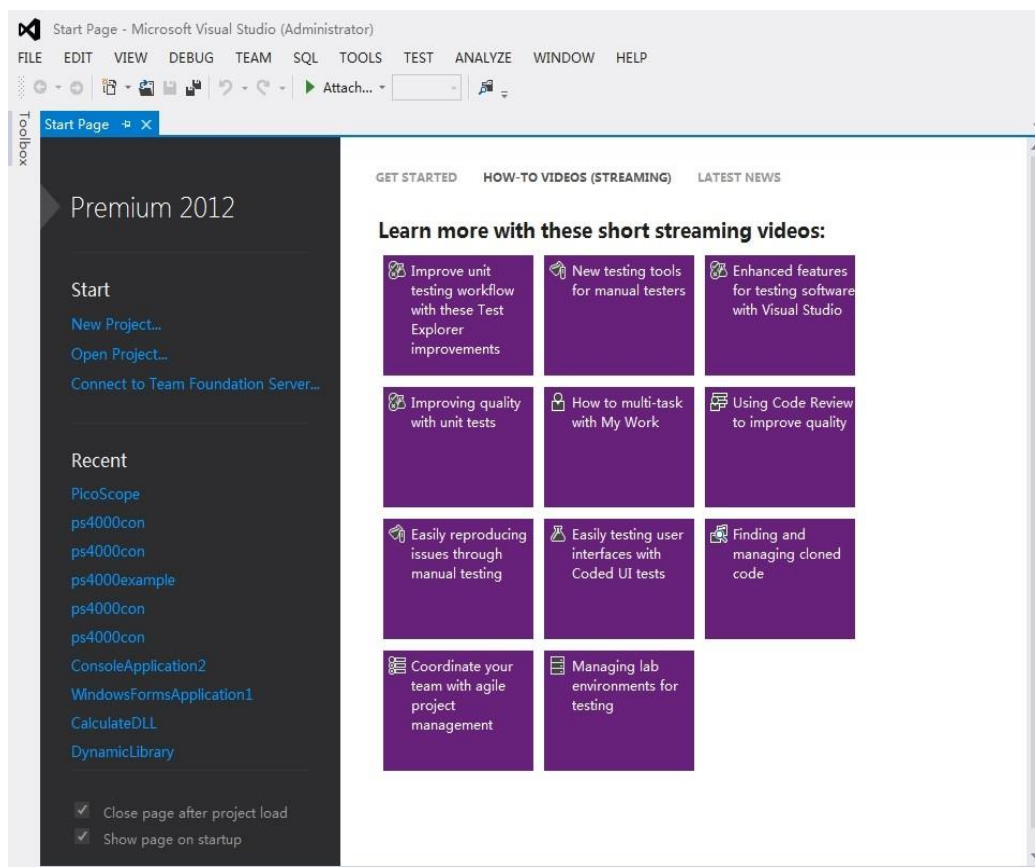 Start Page - Microsoft Visual Studio (Administrator)
FILE EDIT VIEW DEBUG TEAM SQL TOOLS TEST ANALYZE WINDOW HELP
Attach...
Toolbox
Start Page
Premium 2012
Start
New Project...
Open Project...
Connect to Team Foundation Server...
Recent
PicoScope
ps4000con
ps4000con
ps4000example
ps4000con
ps4000con
ConsoleApplication2
WindowsFormsApplication1
CalculateDLL
DynamicLibrary
Close page after project load
Show page on startup
GET STARTED HOW-TO VIDEOS (STREAMING) LATEST NEWS
Learn more with these short streaming videos:
Improve unit
testing workflow
with these Test
Explorer
improvements
New testing tools
for manual testers
Enhanced features
for testing software
with Visual Studio
Improving quality
with unit tests
How to multi-task
with My Work
Using Code Review
to improve quality
Easily reproducing
issues through
manual testing
Easily testing user
interfaces with
Coded UI tests
Finding and
managing cloned
code
Coordinate your
team with agile
project
management
Managing lab
environments for
testing